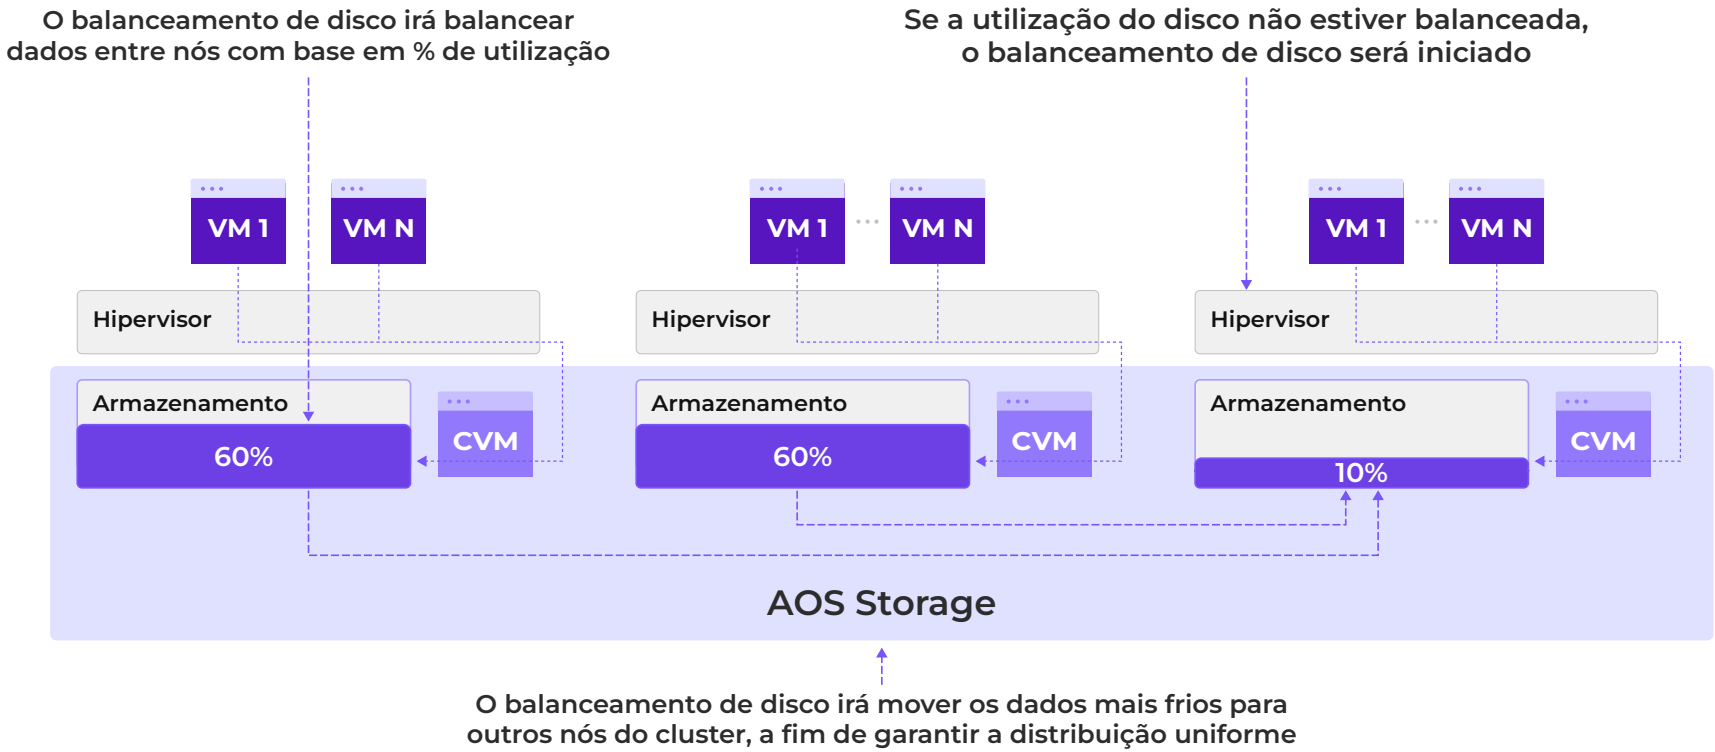 O balanceamento de disco irá balancear
dados entre nós com base em % de utilização
Se a utilização do disco não estiver balanceada,
o balanceamento de disco será iniciado
VM 1
VM N
VM 1
VM N
VM 1
VM N
Hipervisor
Hipervisor
Hipervisor
Armazenamento
60%
CVM
Armazenamento
60%
CVM
Armazenamento
10%
CVM
AOS Storage
O balanceamento de disco irá mover os dados mais frios para
outros nós do cluster, a fim de garantir a distribuição uniforme